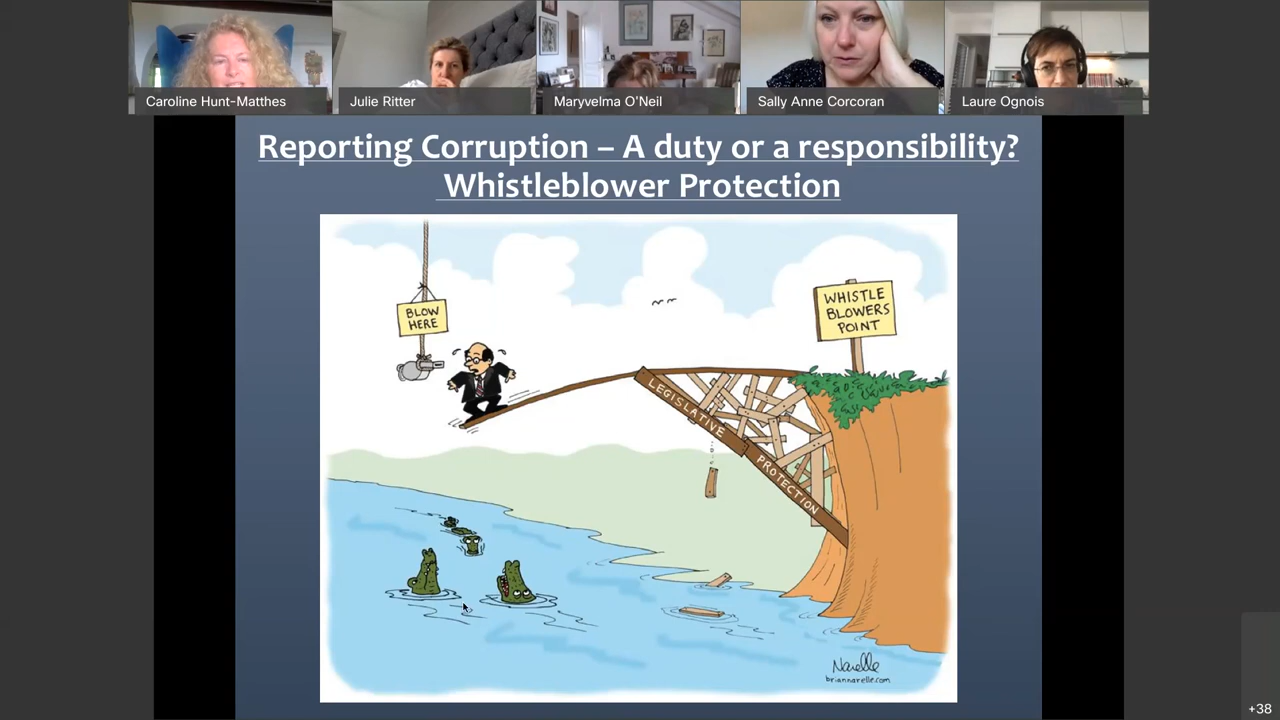 Caroline Hunt-Matthes
Julie Ritter
Maryvelma O'Neil
Sally Anne Corcoran
Laure Ognois
Reporting Corruption – A duty or a responsibility?
Whistleblower Protection
BLOW
HERE
WHISTLE
BLOWERS
POINT
LEGISLATIVE
PROTECTION
Narelle
briannarelle.com
+38